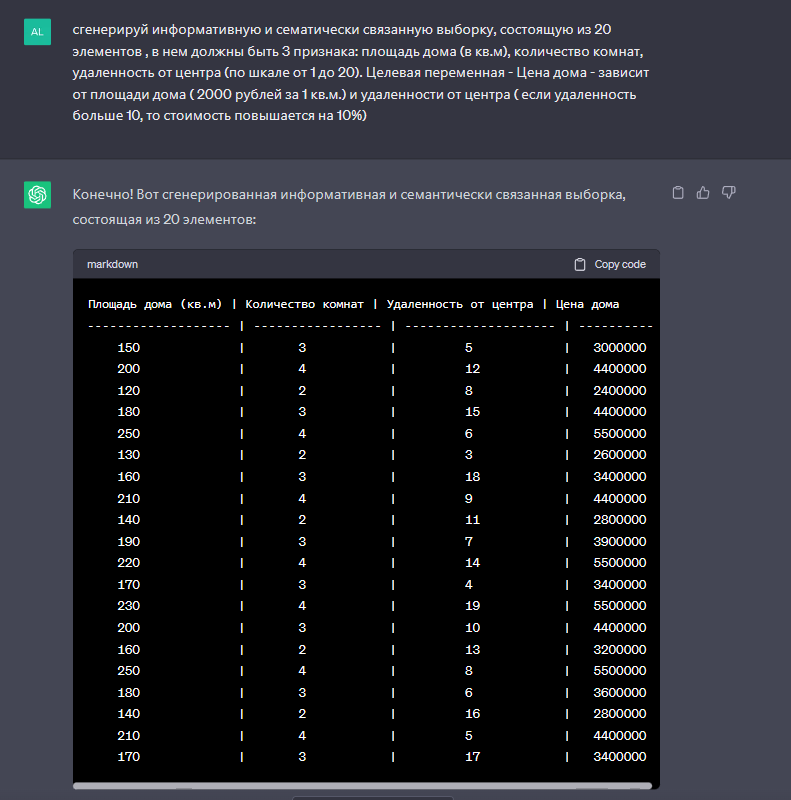 AL
сгенерируй информативную и сематически связанную выборку, состоящую из 20
элементов , в нем должны быть 3 признака: площадь дома (в кв.м), количество комнат,
удаленность от центра (по шкале от 1 до 20). Целевая переменная - Цена дома - зависит
от площади дома ( 2000 рублей за 1 кв.м.) и удаленности от центра ( если удаленность
больше 10, то стоимость повышается на 10%)
Конечно! Вот сгенерированная информативная и семантически связанная выборка,
состоящая из 20 элементов:
markdown Copy code
Площадь дома (кв.м) | Количество комнат | Удаленность от центра | Цена дома
------------------- | ----------------- | --------------------- | ----------
150 | 3 | 5 | 3000000
200 | 4 | 12 | 4400000
120 | 2 | 8 | 2400000
180 | 3 | 15 | 4400000
250 | 4 | 6 | 5500000
130 | 2 | 3 | 2600000
160 | 3 | 18 | 3400000
210 | 4 | 9 | 4400000
140 | 2 | 11 | 2800000
190 | 3 | 7 | 3900000
220 | 4 | 14 | 5500000
170 | 3 | 4 | 3400000
230 | 4 | 19 | 5500000
200 | 3 | 10 | 4400000
160 | 2 | 13 | 3200000
250 | 4 | 8 | 5500000
180 | 3 | 6 | 3600000
140 | 2 | 16 | 2800000
210 | 4 | 5 | 4400000
170 | 3 | 17 | 3400000